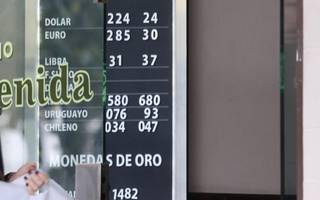 DOLAR 224 24
EURO 285 30
LIBRA 31 37
580 680
URUGUAYO 076 93
CHILENO 034 047
enida
MONEDAS DE ORO
1482